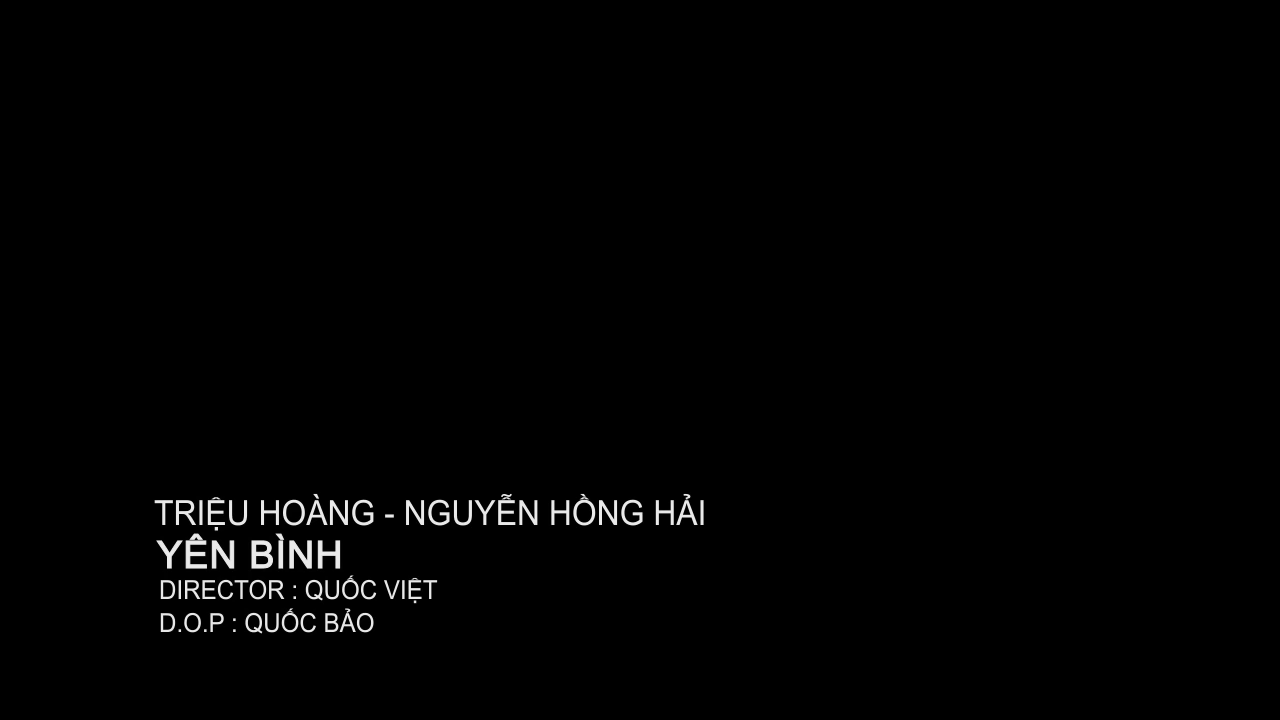 TRIỆU HOÀNG - NGUYỄN HỒNG HẢI
YÊN BÌNH
DIRECTOR : QUỐC VIỆT
D.O.P : QUỐC BẢO